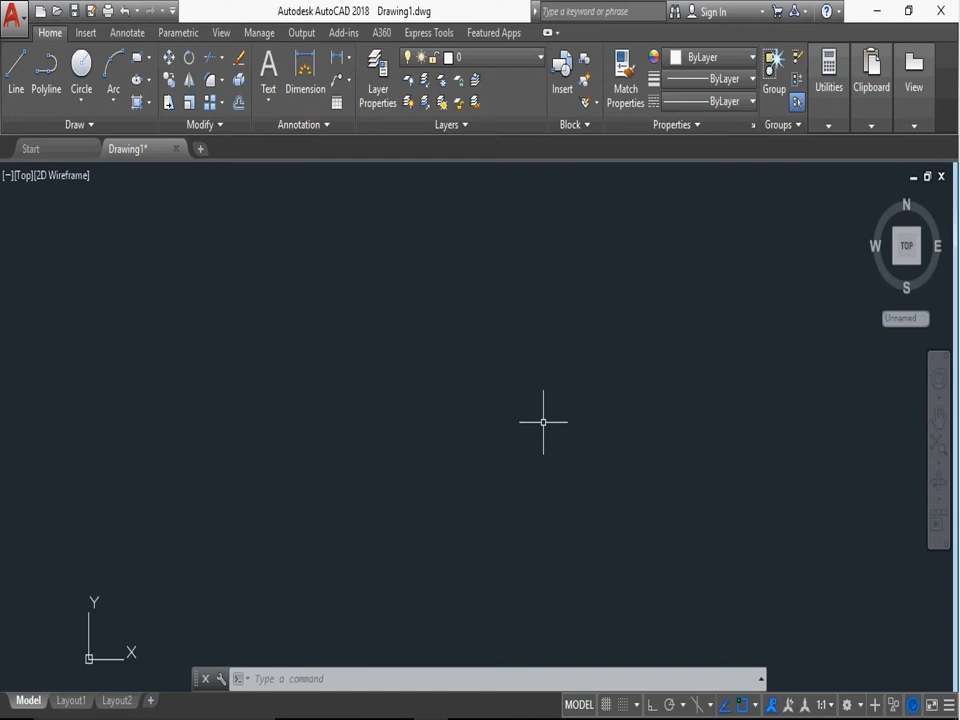 Autodesk AutoCAD 2018 Drawing1.dwg
Type a keyword or phrase
Sign In
Home Insert Annotate Parametric View Manage Output Add-ins A360 Express Tools Featured Apps
Line Polyline Circle Arc
Text Dimension
Layer Properties
0
Insert
Match Properties
ByLayer
ByLayer
ByLayer
Group
Utilities
Clipboard
View
Draw Modify Annotation Layers Block Properties Groups
Start Drawing1*
[−][Top][2D Wireframe]
N
W TOP E
S
Unnamed
Y
X
Type a command
Model Layout1 Layout2
MODEL
1:1